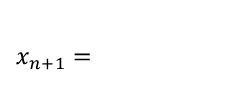 xₙ₊₁ =